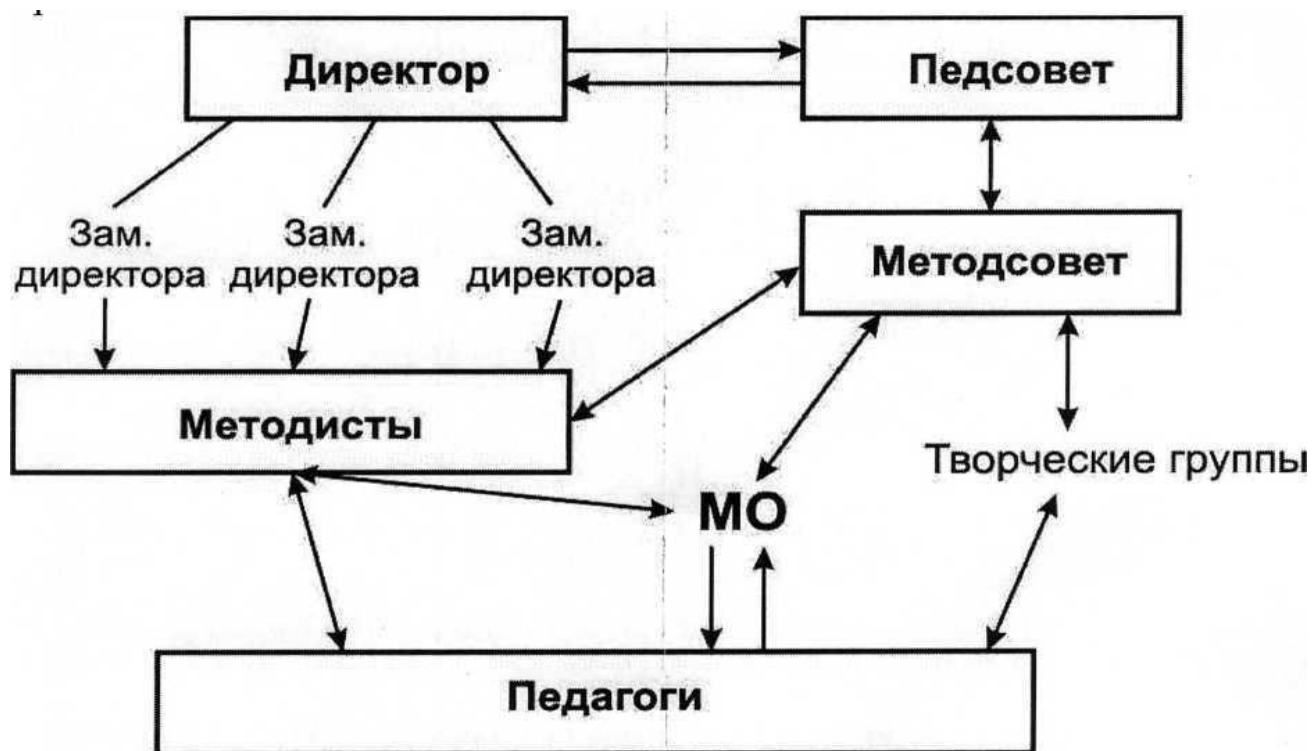 Директор
Педсовет
Зам.
директора
Зам.
директора
Зам.
директора
Методсовет
Методисты
Творческие группы
МО
Педагоги